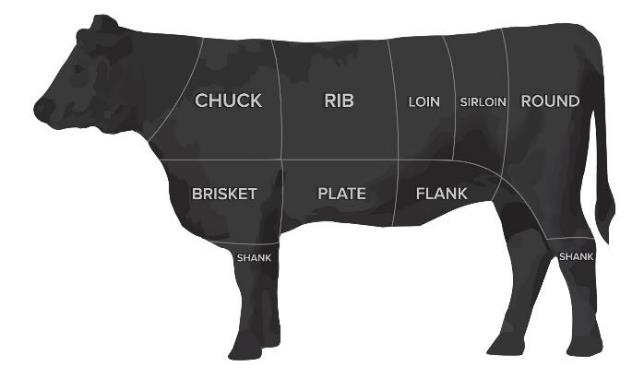 CHUCK
RIB
LOIN
SIRLOIN
ROUND
BRISKET
PLATE
FLANK
SHANK
SHANK